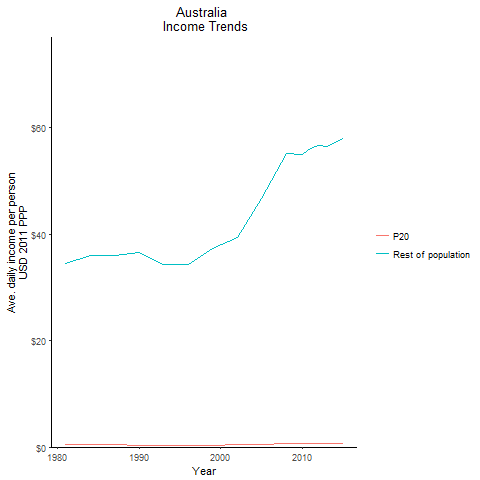 Australia
Income Trends
Ave. daily income per person
USD 2011 PPP
$60
$40
$20
$0
1980
1990
2000
2010
Year
P20
Rest of population